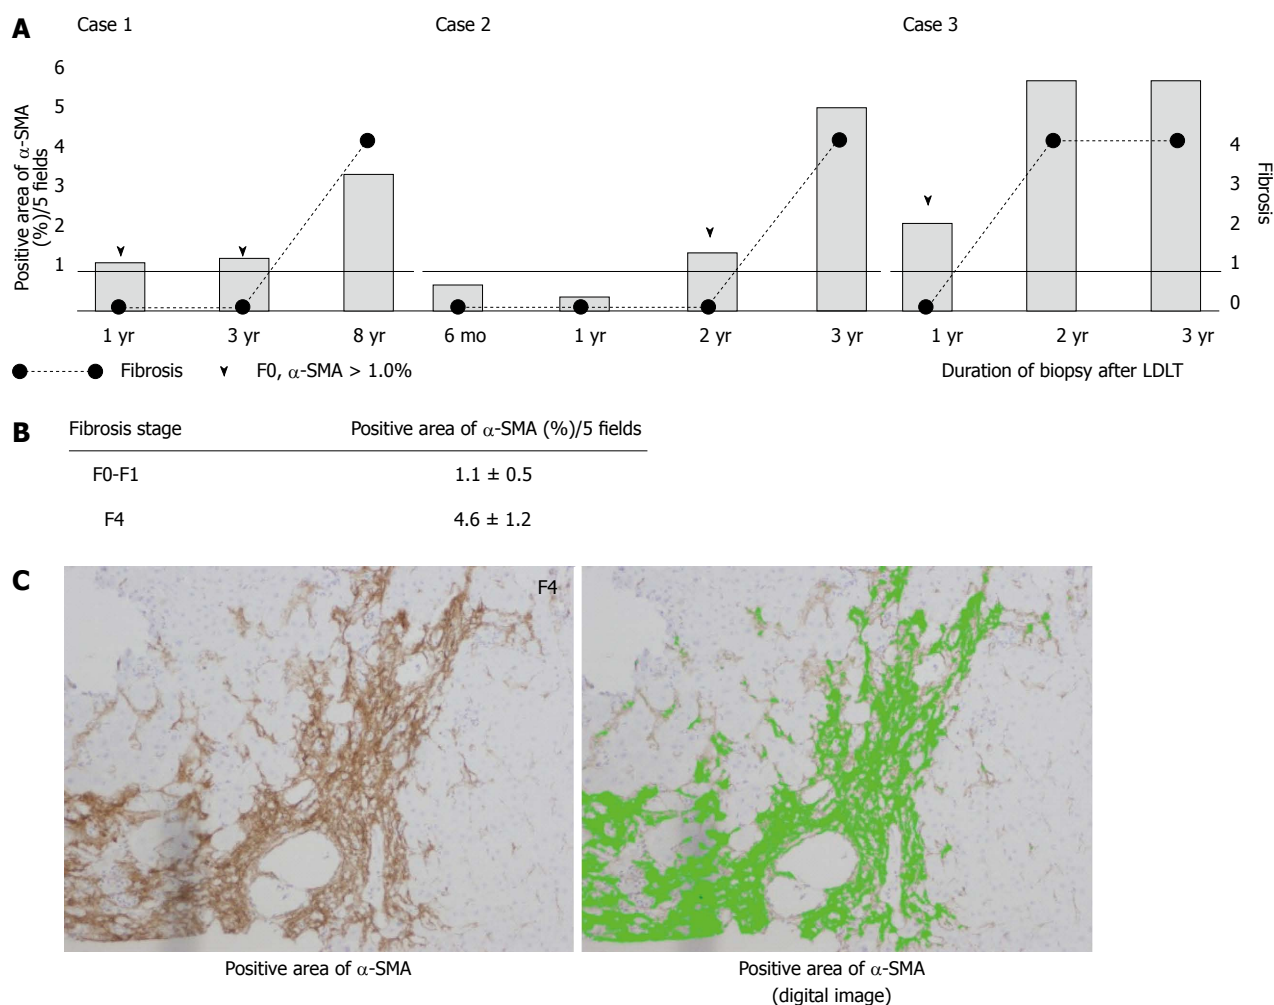 A
Case 1
Case 2
Case 3
Positive area of α-SMA
(%)/5 fields
6
5
4
3
2
1
4
3
2
1
0
Fibrosis
1 yr
3 yr
8 yr
6 mo
1 yr
2 yr
3 yr
1 yr
2 yr
3 yr
Fibrosis
F0, α-SMA > 1.0%
Duration of biopsy after LDLT
B
Fibrosis stage Positive area of α-SMA (%)/5 fields
F0-F1 1.1 ± 0.5
F4 4.6 ± 1.2
C
F4
Positive area of α-SMA
Positive area of α-SMA
(digital image)